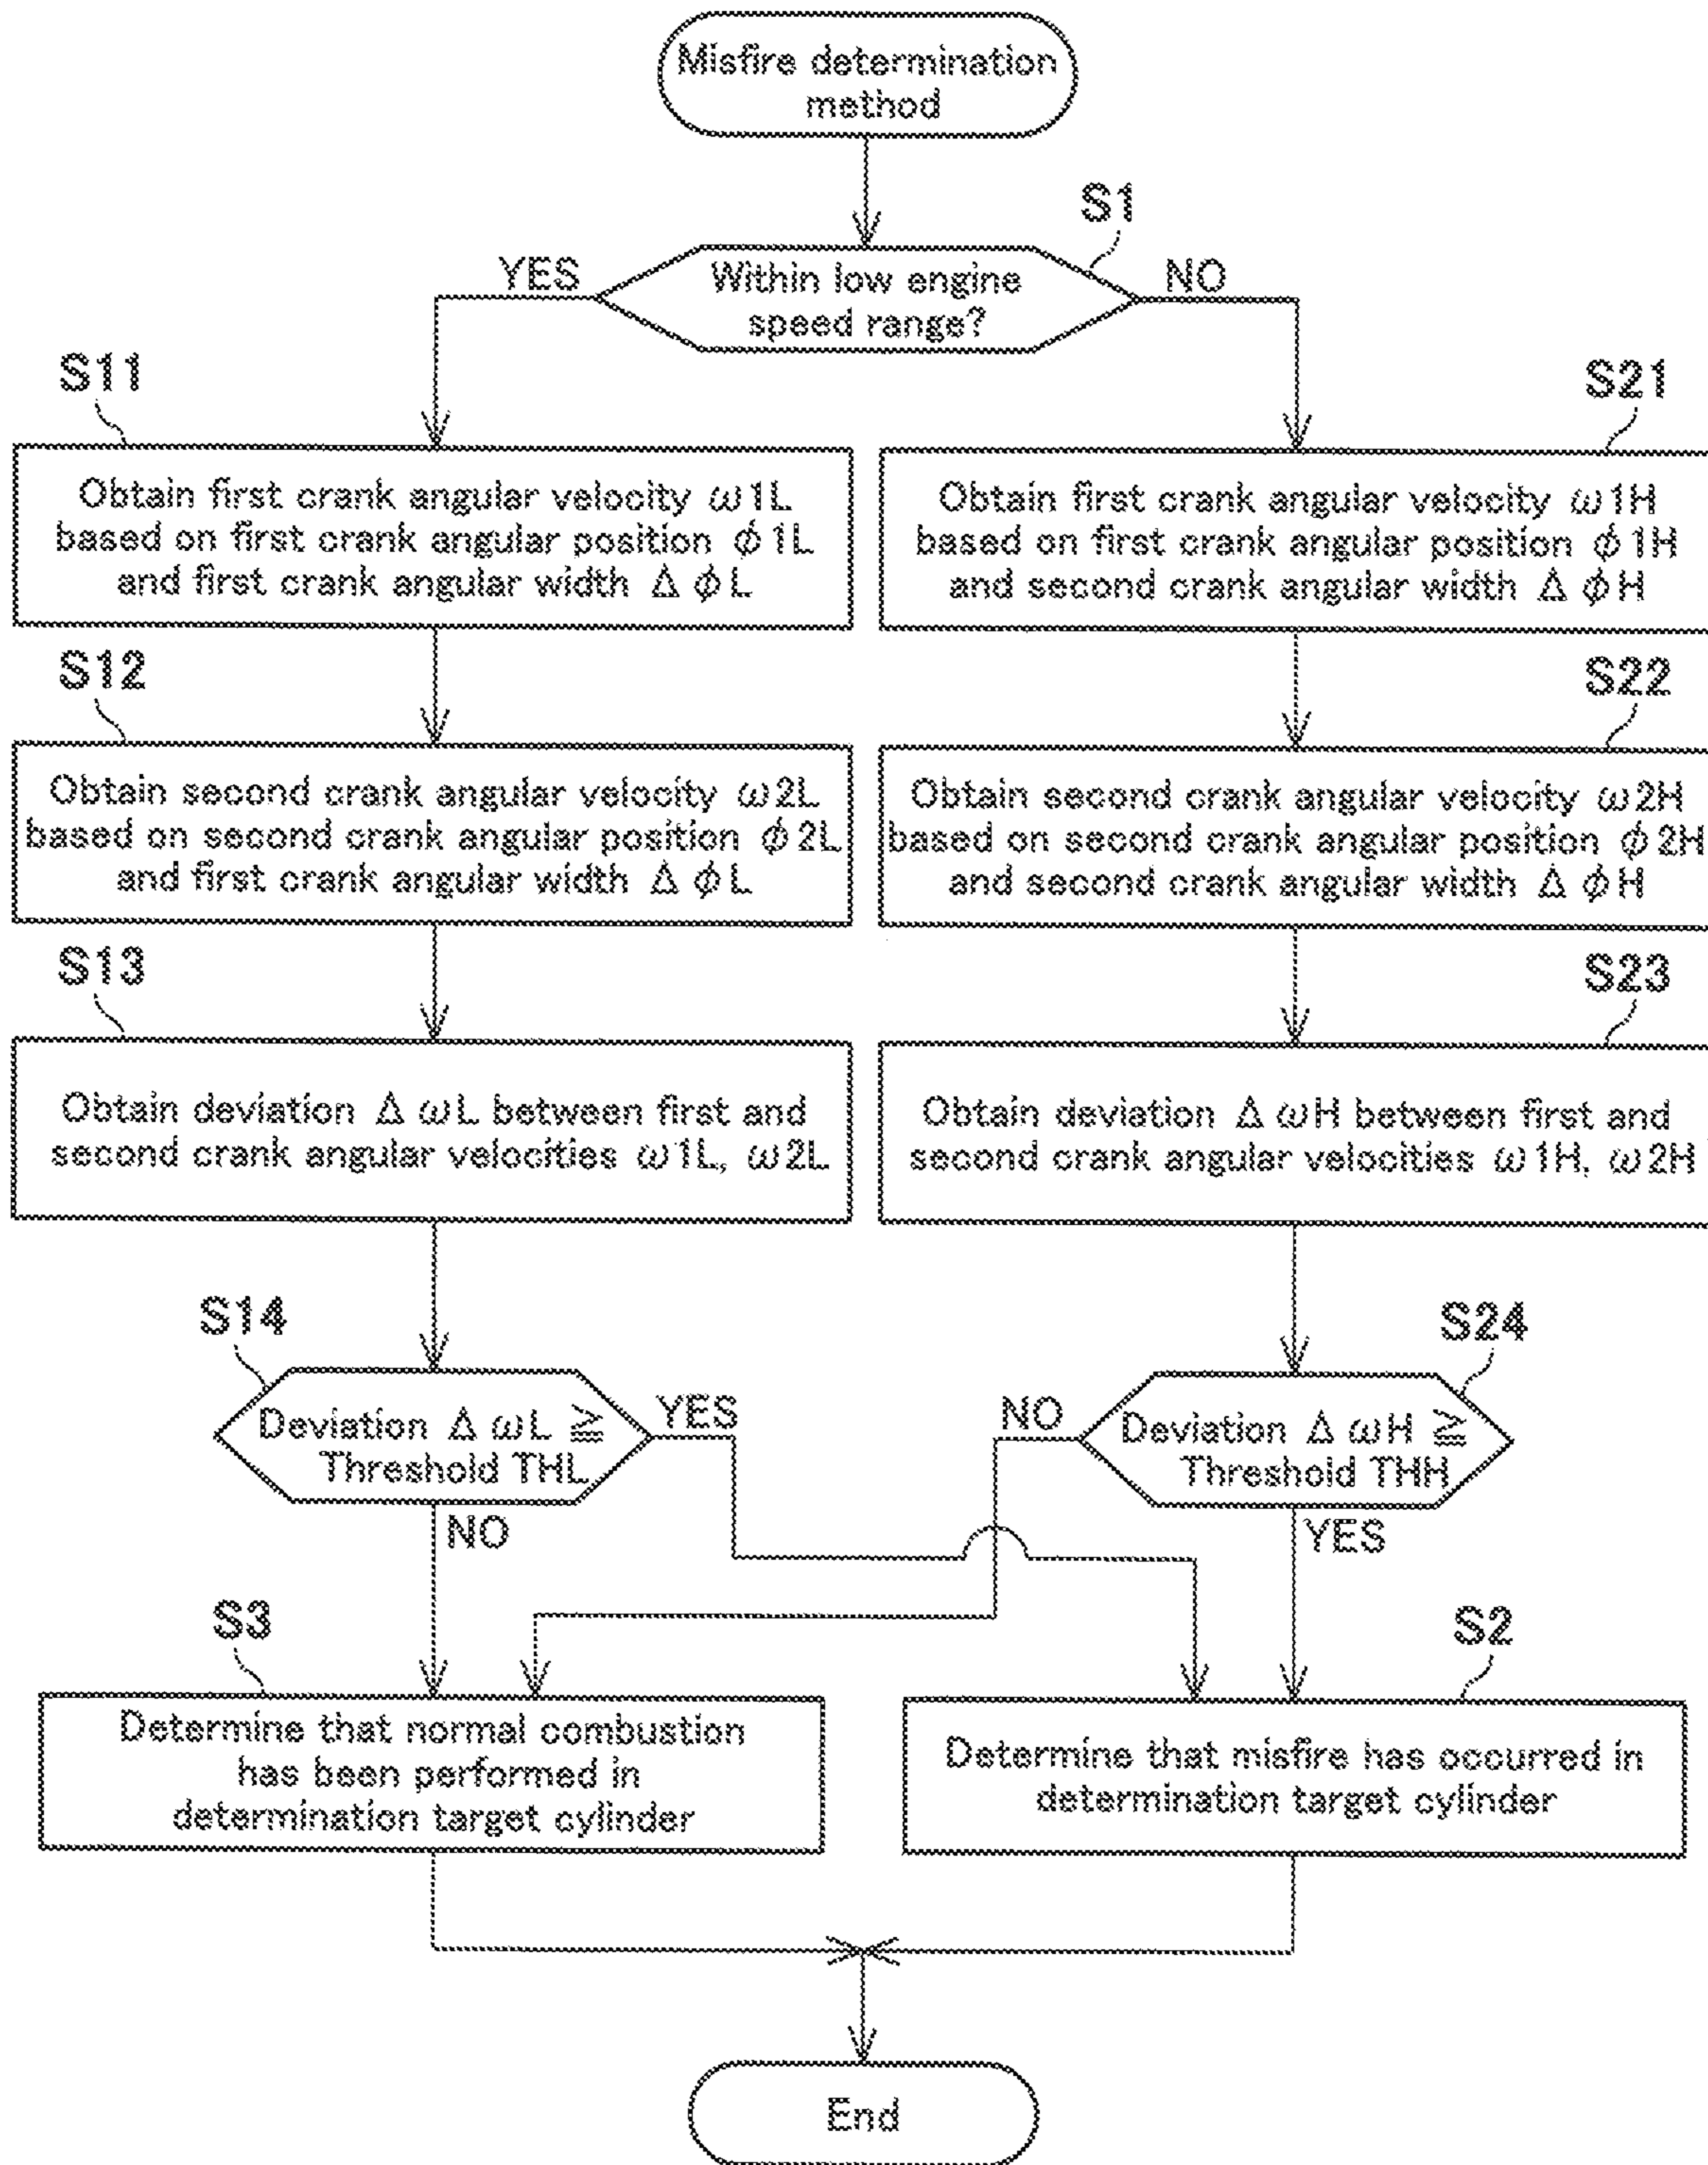 Misfire determination
method
S1
YES
Within low engine
speed range?
NO
S11
Obtain first crank angular velocity ω1L
based on first crank angular position ϕ1L
and first crank angular width ΔϕL
S21
Obtain first crank angular velocity ω1H
based on first crank angular position ϕ1H
and second crank angular width ΔϕH
S12
Obtain second crank angular velocity ω2L
based on second crank angular position ϕ2L
and first crank angular width ΔϕL
S22
Obtain second crank angular velocity ω2H
based on second crank angular position ϕ2H
and second crank angular width ΔϕH
S13
Obtain deviation ΔωL between first and
second crank angular velocities ω1L, ω2L
S23
Obtain deviation ΔωH between first and
second crank angular velocities ω1H, ω2H
S14
Deviation ΔωL ≧
Threshold THL
YES
NO
S24
NO
Deviation ΔωH ≧
Threshold THH
YES
S3
Determine that normal combustion
has been performed in
determination target cylinder
S2
Determine that misfire has occurred in
determination target cylinder
End